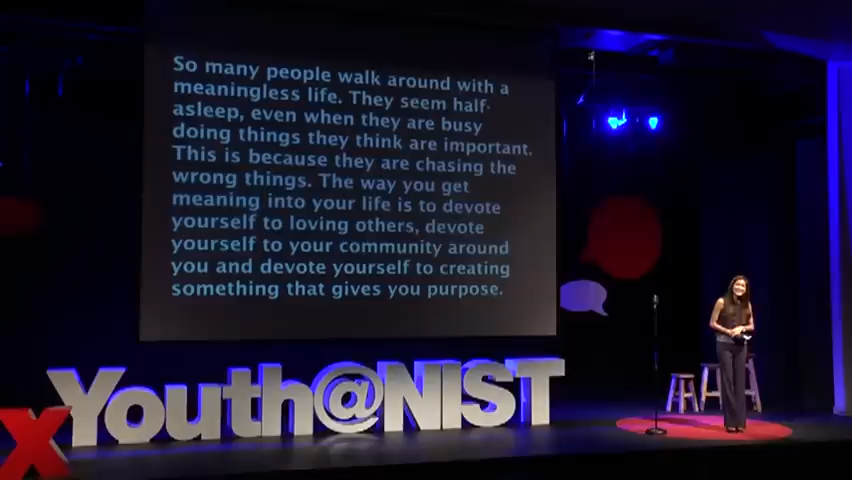 So many people walk around with a
meaningless life. They seem half-
asleep, even when they are busy
doing things they think are important.
This is because they are chasing the
wrong things. The way you get
meaning into your life is to devote
yourself to loving others, devote
yourself to your community around
you and devote yourself to creating
something that gives you purpose.
xYouth@NIST